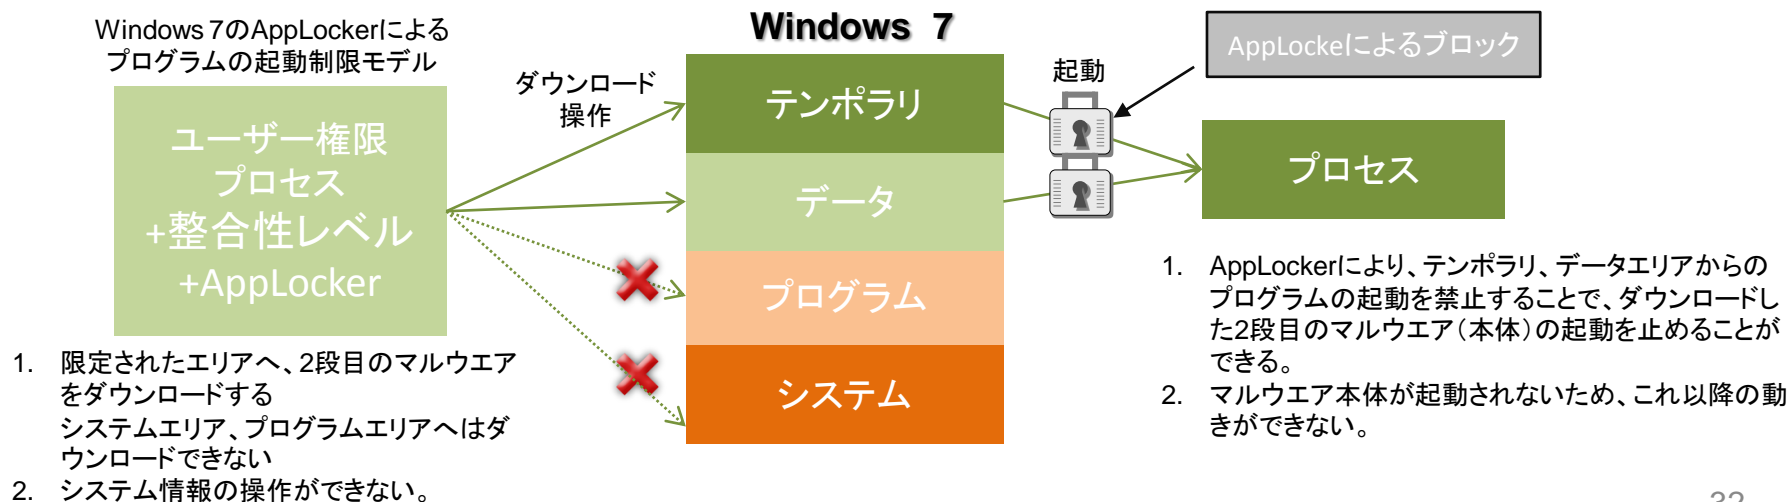 Windows 7のAppLockerによる
プログラムの起動制限モデル
ユーザー権限
プロセス
+整合性レベル
+AppLocker
ダウンロード
操作
Windows 7
テンポラリ
データ
プログラム
システム
起動
AppLockeによるブロック
プロセス
1. 限定されたエリアへ、2段目のマルウエア
をダウンロードする
システムエリア、プログラムエリアへはダ
ウンロードできない
2. システム情報の操作ができない。
1. AppLockerにより、テンポラリ、データエリアからの
プログラムの起動を禁止することで、ダウンロードし
た2段目のマルウエア（本体）の起動を止めることが
できる。
2. マルウエア本体が起動されないため、これ以降の動
きができない。
32